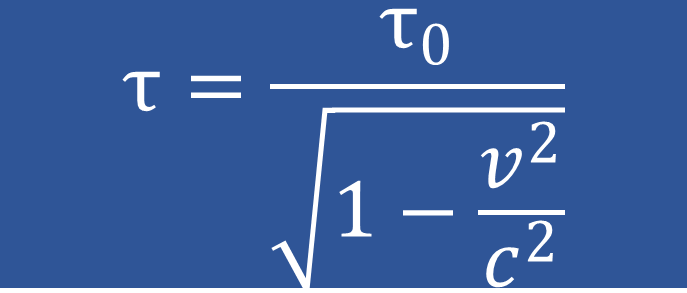 τ = τ₀ / √(1 − v² / c²)